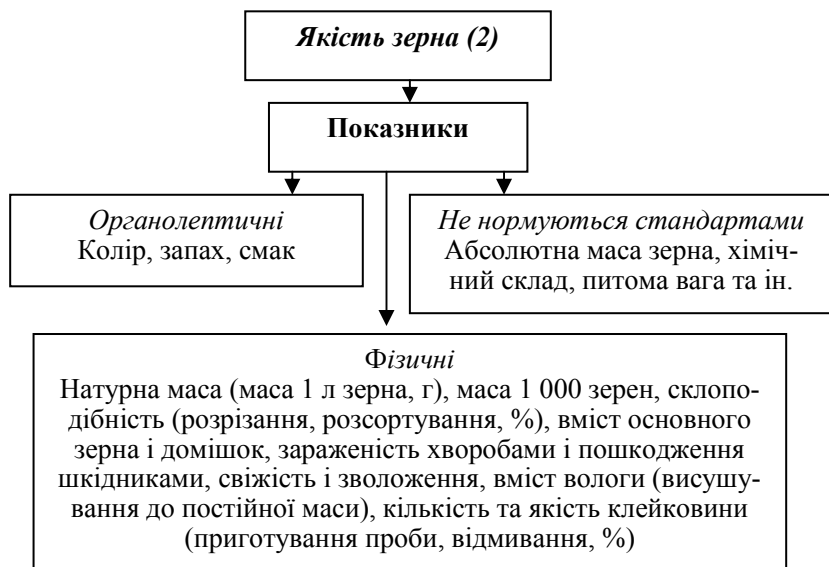 Якість зерна (2)
Показники
Органолептичні
Колір, запах, смак
Не нормуються стандартами
Абсолютна маса зерна, хіміч-
ний склад, питома вага та ін.
Фізичні
Натурна маса (маса 1 л зерна, г), маса 1 000 зерен, склопо-
дібність (розрізання, розсортування, %), вміст основного
зерна і домішок, зараженість хворобами і пошкодження
шкідниками, свіжість і зволоження, вміст вологи (висушу-
вання до постійної маси), кількість та якість клейковини
(приготування проби, відмивання, %)